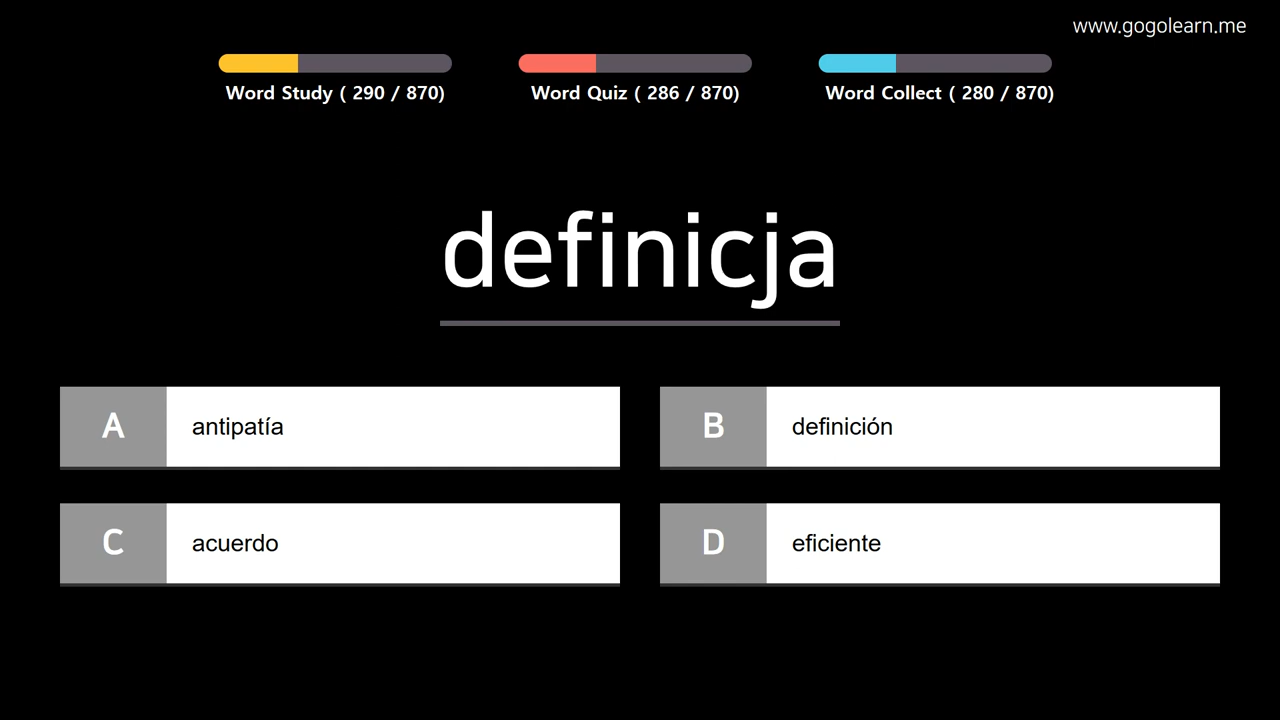 www.gogolearn.me
Word Study ( 290 / 870)
Word Quiz ( 286 / 870)
Word Collect ( 280 / 870)
definicja
A antipatía
B definición
C acuerdo
D eficiente